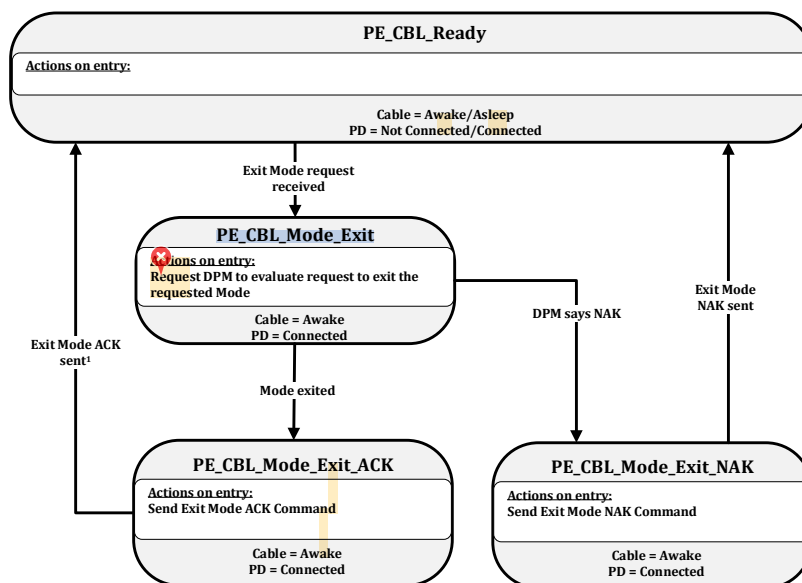 PE_CBL_Ready
Actions on entry:
Cable = Awake/Asleep
PD = Not Connected/Connected
Exit Mode request
received
PE_CBL_Mode_Exit
Actions on entry:
Request DPM to evaluate request to exit the
requested Mode
Cable = Awake
PD = Connected
Exit Mode ACK
sent¹
DPM says NAK
Exit Mode
NAK sent
Mode exited
PE_CBL_Mode_Exit_ACK
Actions on entry:
Send Exit Mode ACK Command
Cable = Awake
PD = Connected
PE_CBL_Mode_Exit_NAK
Actions on entry:
Send Exit Mode NAK Command
Cable = Awake
PD = Connected